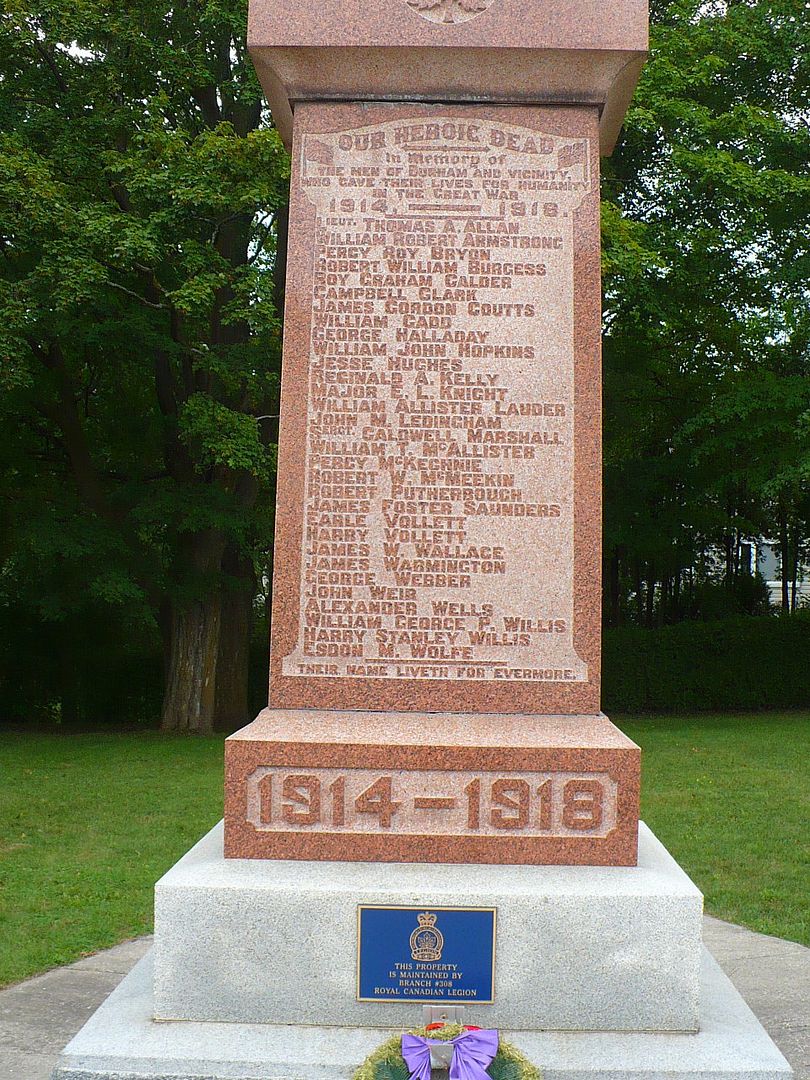 OUR HEROIC DEAD
In Memory of
THE MEN OF DURHAM AND VICINITY,
WHO GAVE THEIR LIVES FOR HUMANITY
THE GREAT WAR
1914. 1918.
LIEUT. THOMAS A. ALLAN
WILLIAM ROBERT ARMSTRONG
PERCY ROY BRYON
ROBERT WILLIAM BURGESS
ROY GRAHAM CALDER
CAMPBELL CLARK
JAMES GORDON COUTTS
WILLIAM GADD
GEORGE HALLADAY
WILLIAM JOHN HOPKINS
JESSE HUGHES
REGINALD A. KELLY
MAJOR E. L. KNIGHT
WILLIAM ALLISTER LAUDER
JOHN M. LEDINGHAM
SERGT. CALDWELL MARSHALL
WILLIAM T. MCALLISTER
PERCY MCKECHNIE
ROBERT W. MCMEEKIN
ROBERT PUTHERBOUGH
JAMES FOSTER SAUNDERS
EARLE VOLLETT
HARRY VOLLETT
JAMES W. WALLACE
JAMES WARMINGTON
GEORGE WEBBER
JOHN WEIR
ALEXANDER WELLS
WILLIAM GEORGE P. WILLIS
HARRY STANLEY WILLIS
ESDON M. WOLFE
THEIR NAME LIVETH FOR EVERMORE.
1914-1918
THIS PROPERTY
IS MAINTAINED BY
BRANCH #308
ROYAL CANADIAN LEGION